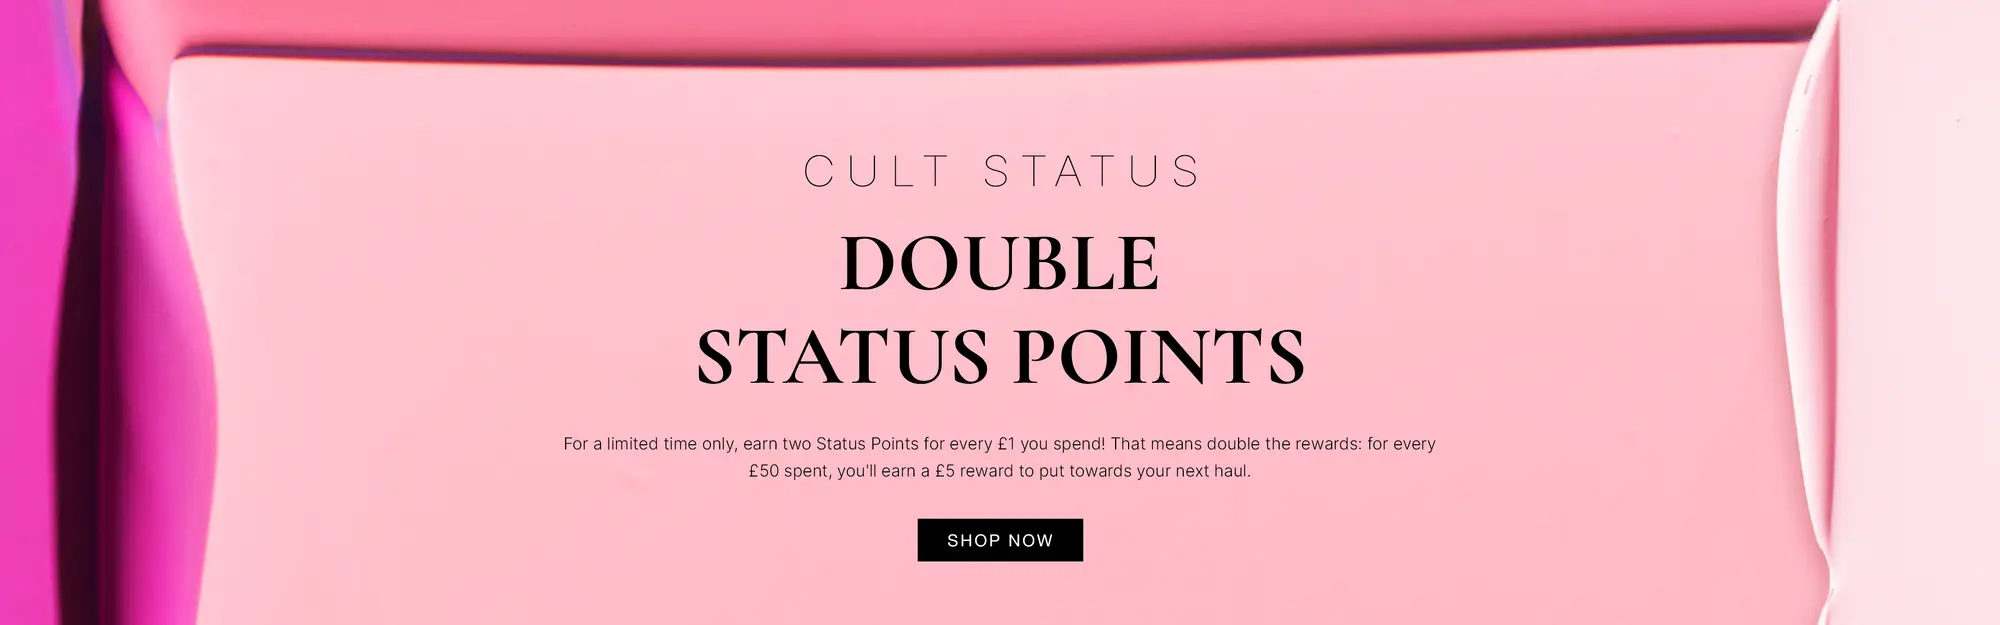 CULT STATUS
DOUBLE
STATUS POINTS
For a limited time only, earn two Status Points for every £1 you spend! That means double the rewards: for every
£50 spent, you'll earn a £5 reward to put towards your next haul.
SHOP NOW